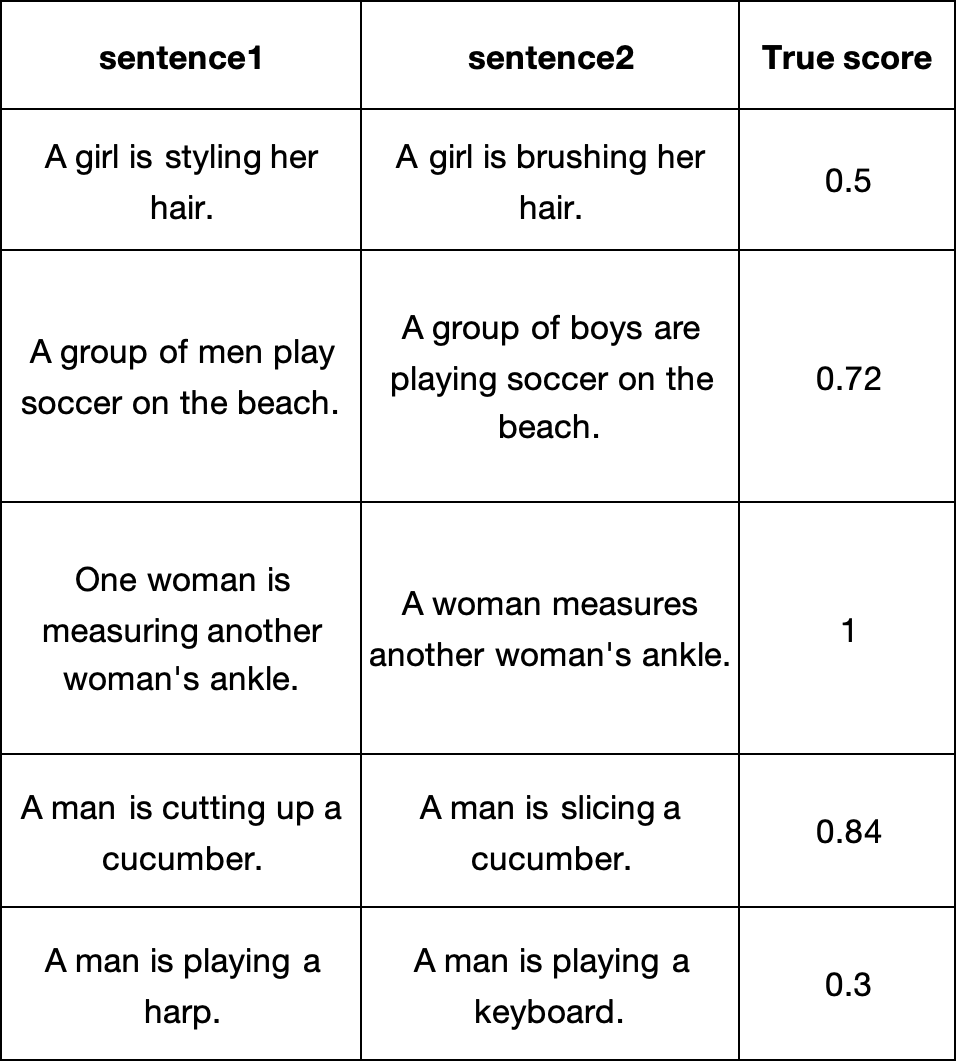 sentence1 sentence2 True score
A girl is styling her
hair.
A girl is brushing her
hair.
0.5
A group of men play
soccer on the beach.
A group of boys are
playing soccer on the
beach.
0.72
One woman is
measuring another
woman's ankle.
A woman measures
another woman's ankle.
1
A man is cutting up a
cucumber.
A man is slicing a
cucumber.
0.84
A man is playing a
harp.
A man is playing a
keyboard.
0.3